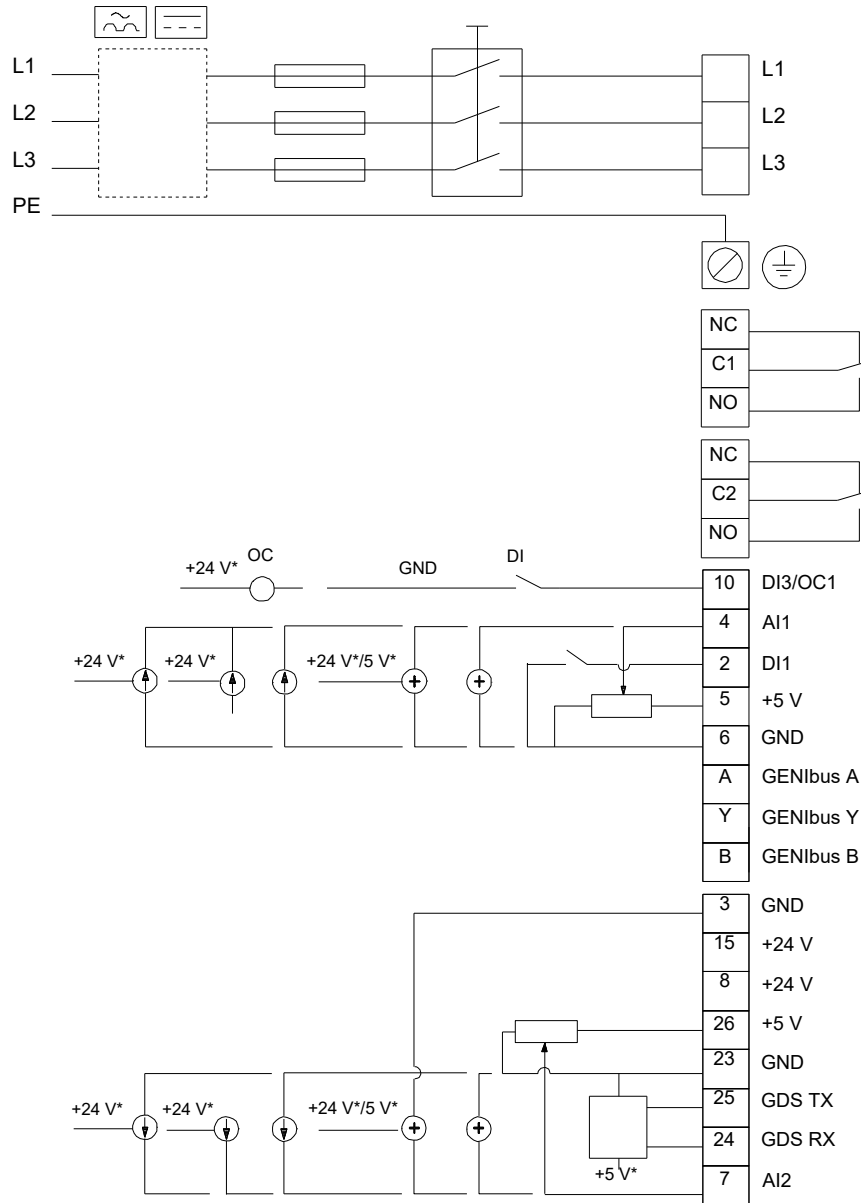 L1 L1
L2 L2
L3 L3
PE
NC
C1
NO
NC
C2
NO
+24 V* OC GND DI 10 DI3/OC1
4 AI1
+24 V* +24 V* +24 V*/5 V* 2 DI1
5 +5 V
6 GND
A GENIbus A
Y GENIbus Y
B GENIbus B
3 GND
15 +24 V
8 +24 V
26 +5 V
23 GND
+24 V* +24 V* +24 V*/5 V* 25 GDS TX
24 GDS RX
+5 V* 7 AI2